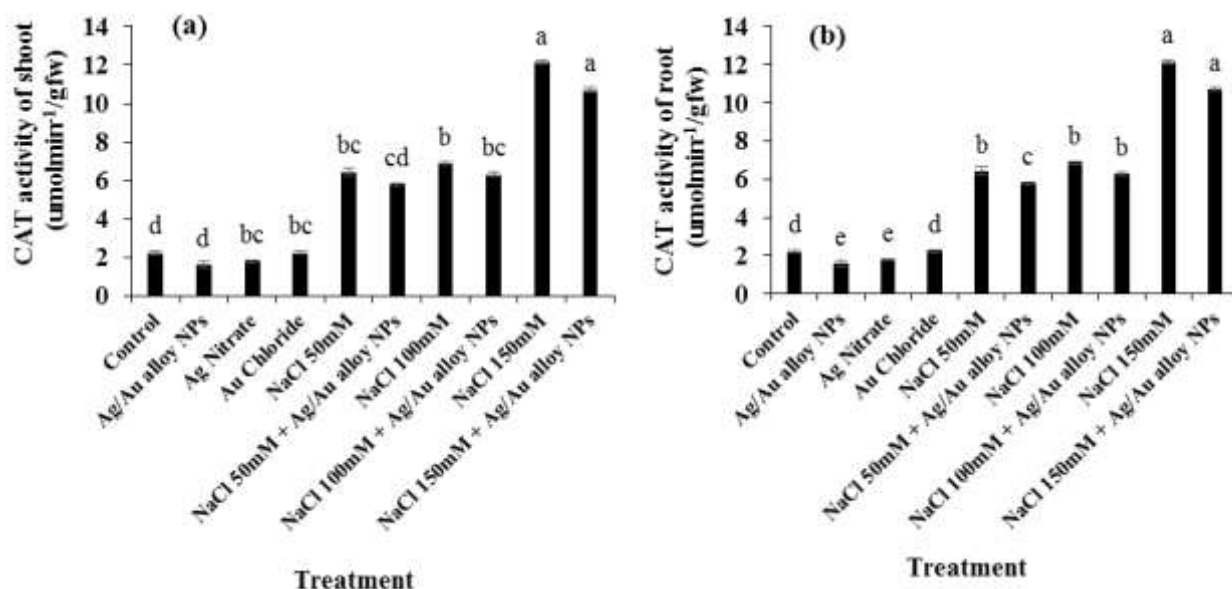 (a)
CAT activity of shoot
(umolmin⁻¹/gfw)
14
12
10
8
6
4
2
0
d
d
bc
bc
bc
cd
b
bc
a
a
Control
Ag/Au alloy NPs
Ag Nitrate
Au Chloride
NaCl 50mM
NaCl 50mM + Ag/Au alloy NPs
NaCl 100mM
NaCl 100mM + Ag/Au alloy NPs
NaCl 150mM
NaCl 150mM + Ag/Au alloy NPs
Treatment
(b)
CAT activity of root
(umolmin⁻¹/gfw)
14
12
10
8
6
4
2
0
d
e
e
d
b
c
b
b
a
a
Control
Ag/Au alloy NPs
Ag Nitrate
Au Chloride
NaCl 50mM
NaCl 50mM + Ag/Au alloy NPs
NaCl 100mM
NaCl 100mM + Ag/Au alloy NPs
NaCl 150mM
NaCl 150mM + Ag/Au alloy NPs
Treatment